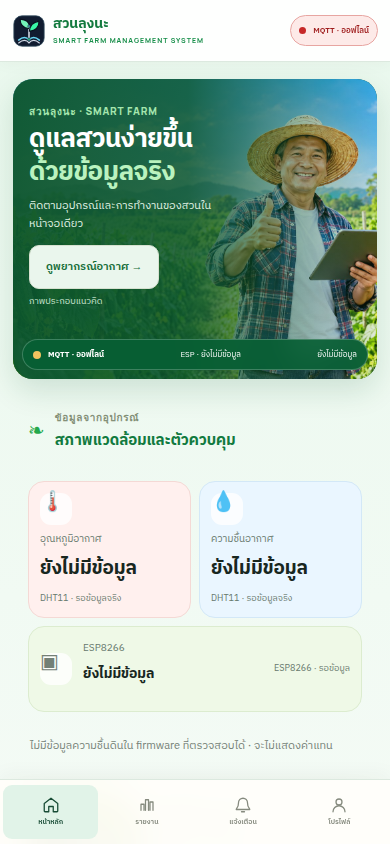 สวนลุงนะ
SMART FARM MANAGEMENT SYSTEM
MQTT · ออฟไลน์
สวนลุงนะ · SMART FARM
ดูแลสวนง่ายขึ้น
ด้วยข้อมูลจริง
ติดตามอุปกรณ์และการทำงานของสวนใน
หน้าจอเดียว
ดูพยากรณ์อากาศ →
ภาพประกอบแนวคิด
MQTT · ออฟไลน์ ESP · ยังไม่มีข้อมูล ยังไม่มีข้อมูล
ข้อมูลจากอุปกรณ์
สภาพแวดล้อมและตัวควบคุม
อุณหภูมิอากาศ
ยังไม่มีข้อมูล
DHT11 · รอข้อมูลจริง
ความชื้นอากาศ
ยังไม่มีข้อมูล
DHT11 · รอข้อมูลจริง
ESP8266
ยังไม่มีข้อมูล
ESP8266 · รอข้อมูล
ไม่มีข้อมูลความชื้นดินใน firmware ที่ตรวจสอบได้ · จะไม่แสดงค่าแทน
หน้าหลัก รายงาน แจ้งเตือน โปรไฟล์